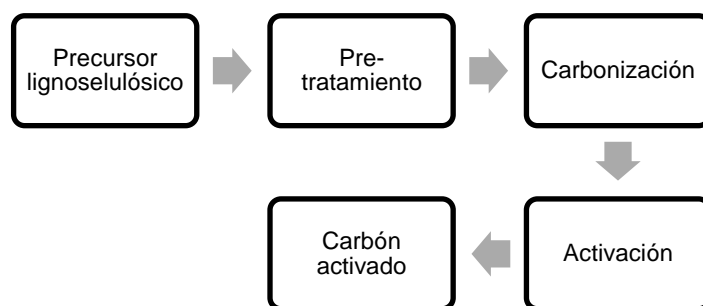 Precursor
lignoselulósico
Pre-
tratamiento
Carbonización
Activación
Carbón
activado